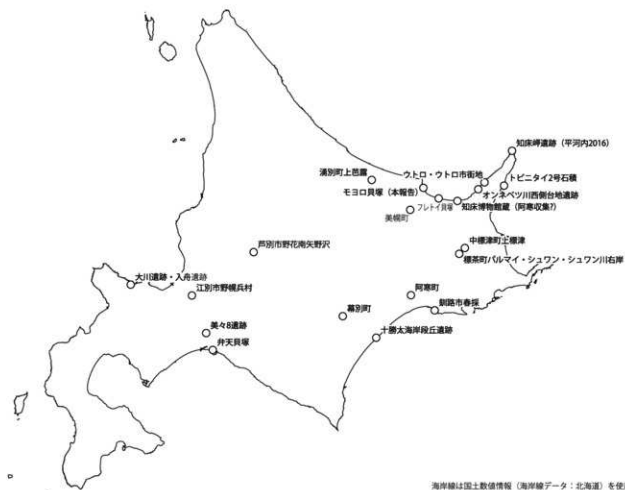 知床岬遺跡（平河内2016）
湧別町上芭露
ウトロ・ウトロ市街地
トビニタイ2号石積
モヨロ貝塚（本報告）
オンネベツ川西側台地遺跡
フレトイ貝塚
知床博物館蔵（阿寒収集?）
美幌町
中標津町上標津
芦別市野花南矢野沢
標茶町パルマイ・シュワン・シュワン川右岸
大川遺跡・入舟遺跡
江別市野幌兵村
阿寒町
釧路市春採
幕別町
美々8遺跡
十勝太海岸段丘遺跡
弁天貝塚
海岸線は国土数値情報（海岸線データ：北海道）を使